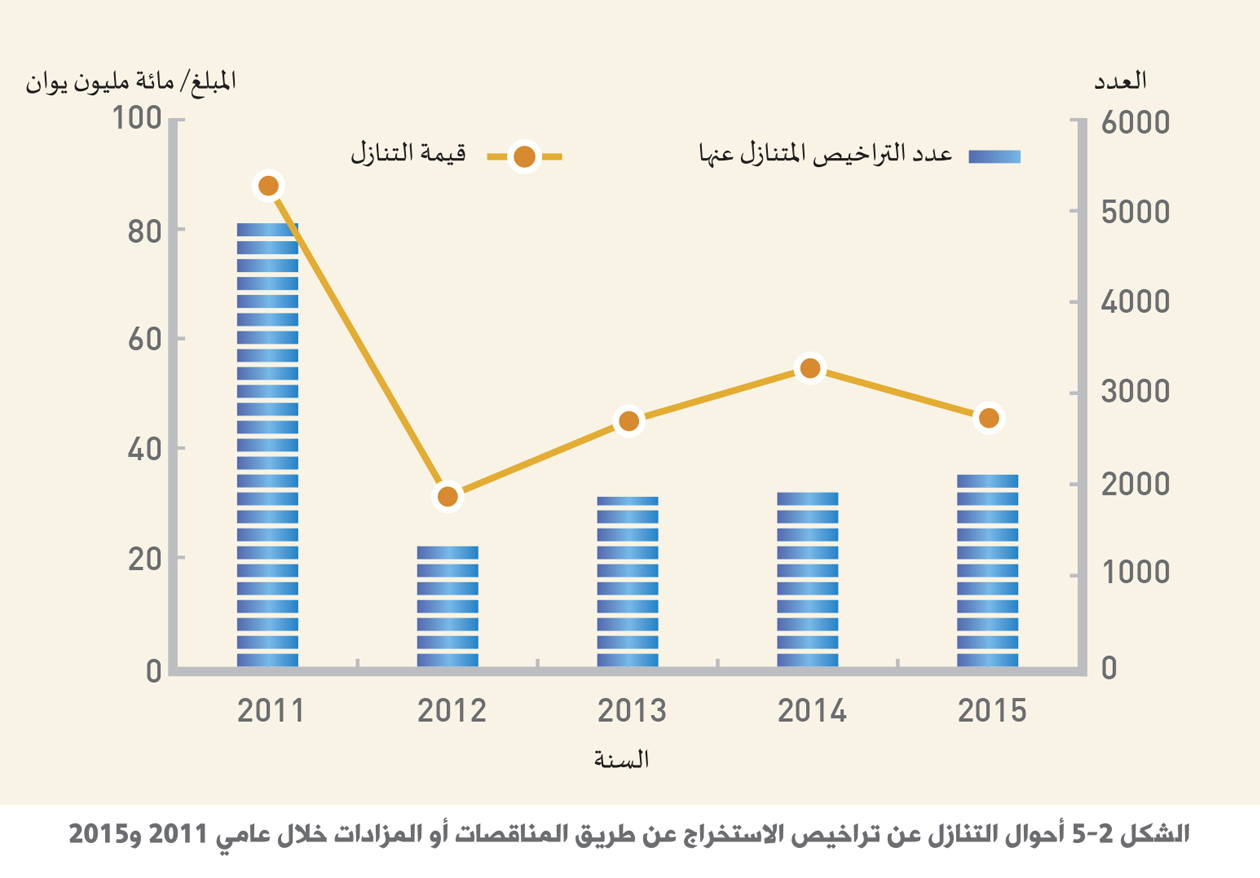 المبلغ/ مائة مليون يوان
العدد
100
80
60
40
20
0
6000
5000
4000
3000
2000
1000
0
عدد التراخيص المتنازل عنها
قيمة التنازل
2011 2012 2013 2014 2015
السنة
الشكل 2-5 أحوال التنازل عن تراخيص الاستخراج عن طريق المناقصات أو المزادات خلال عامي 2011 و2015